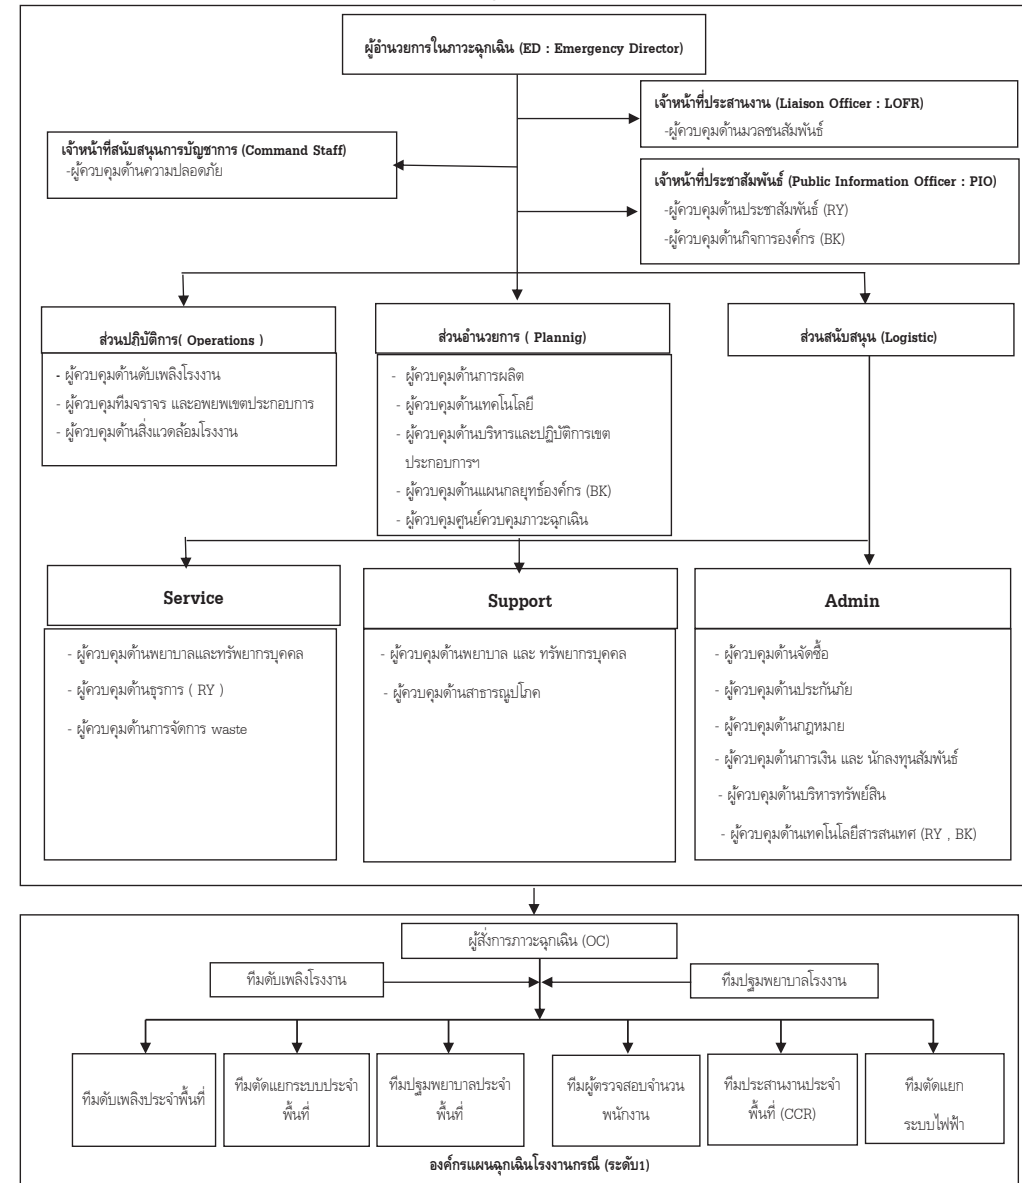 ผู้อำนวยการในภาวะฉุกเฉิน (ED : Emergency Director)
เจ้าหน้าที่ประสานงาน (Liaison Officer : LOFR)
-ผู้ควบคุมด้านมวลชนสัมพันธ์
เจ้าหน้าที่สนับสนุนการบัญชาการ (Command Staff)
-ผู้ควบคุมด้านความปลอดภัย
เจ้าหน้าที่ประชาสัมพันธ์ (Public Information Officer : PIO)
-ผู้ควบคุมด้านประชาสัมพันธ์ (RY)
-ผู้ควบคุมด้านกิจการองค์กร (BK)
ส่วนปฏิบัติการ( Operations )
- ผู้ควบคุมด้านดับเพลิงโรงงาน
- ผู้ควบคุมทีมจราจร และอพยพเขตประกอบการ
- ผู้ควบคุมด้านสิ่งแวดล้อมโรงงาน
ส่วนอำนวยการ ( Plannig)
- ผู้ควบคุมด้านการผลิต
- ผู้ควบคุมด้านเทคโนโลยี
- ผู้ควบคุมด้านบริหารและปฏิบัติการเขต
ประกอบการฯ
- ผู้ควบคุมด้านแผนกลยุทธ์องค์กร (BK)
- ผู้ควบคุมศูนย์ควบคุมภาวะฉุกเฉิน
ส่วนสนับสนุน (Logistic)
Service
- ผู้ควบคุมด้านพยาบาลและทรัพยากรบุคคล
- ผู้ควบคุมด้านธุรการ ( RY )
- ผู้ควบคุมด้านการจัดการ waste
Support
- ผู้ควบคุมด้านพยาบาล และ ทรัพยากรบุคคล
- ผู้ควบคุมด้านสาธารณูปโภค
Admin
- ผู้ควบคุมด้านจัดซื้อ
- ผู้ควบคุมด้านประกันภัย
- ผู้ควบคุมด้านกฎหมาย
- ผู้ควบคุมด้านการเงิน และ นักลงทุนสัมพันธ์
- ผู้ควบคุมด้านบริหารทรัพย์สิน
- ผู้ควบคุมด้านเทคโนโลยีสารสนเทศ (RY , BK)
ผู้สั่งการภาวะฉุกเฉิน (OC)
ทีมดับเพลิงโรงงาน
ทีมปฐมพยาบาลโรงงาน
ทีมดับเพลิงประจำพื้นที่
ทีมตัดแยกระบบประจำ
พื้นที่
ทีมปฐมพยาบาลประจำ
พื้นที่
ทีมผู้ตรวจสอบจำนวน
พนักงาน
ทีมประสานงานประจำ
พื้นที่ (CCR)
ทีมตัดแยก
ระบบไฟฟ้า
องค์กรแผนฉุกเฉินโรงงานกรณี (ระดับ1)